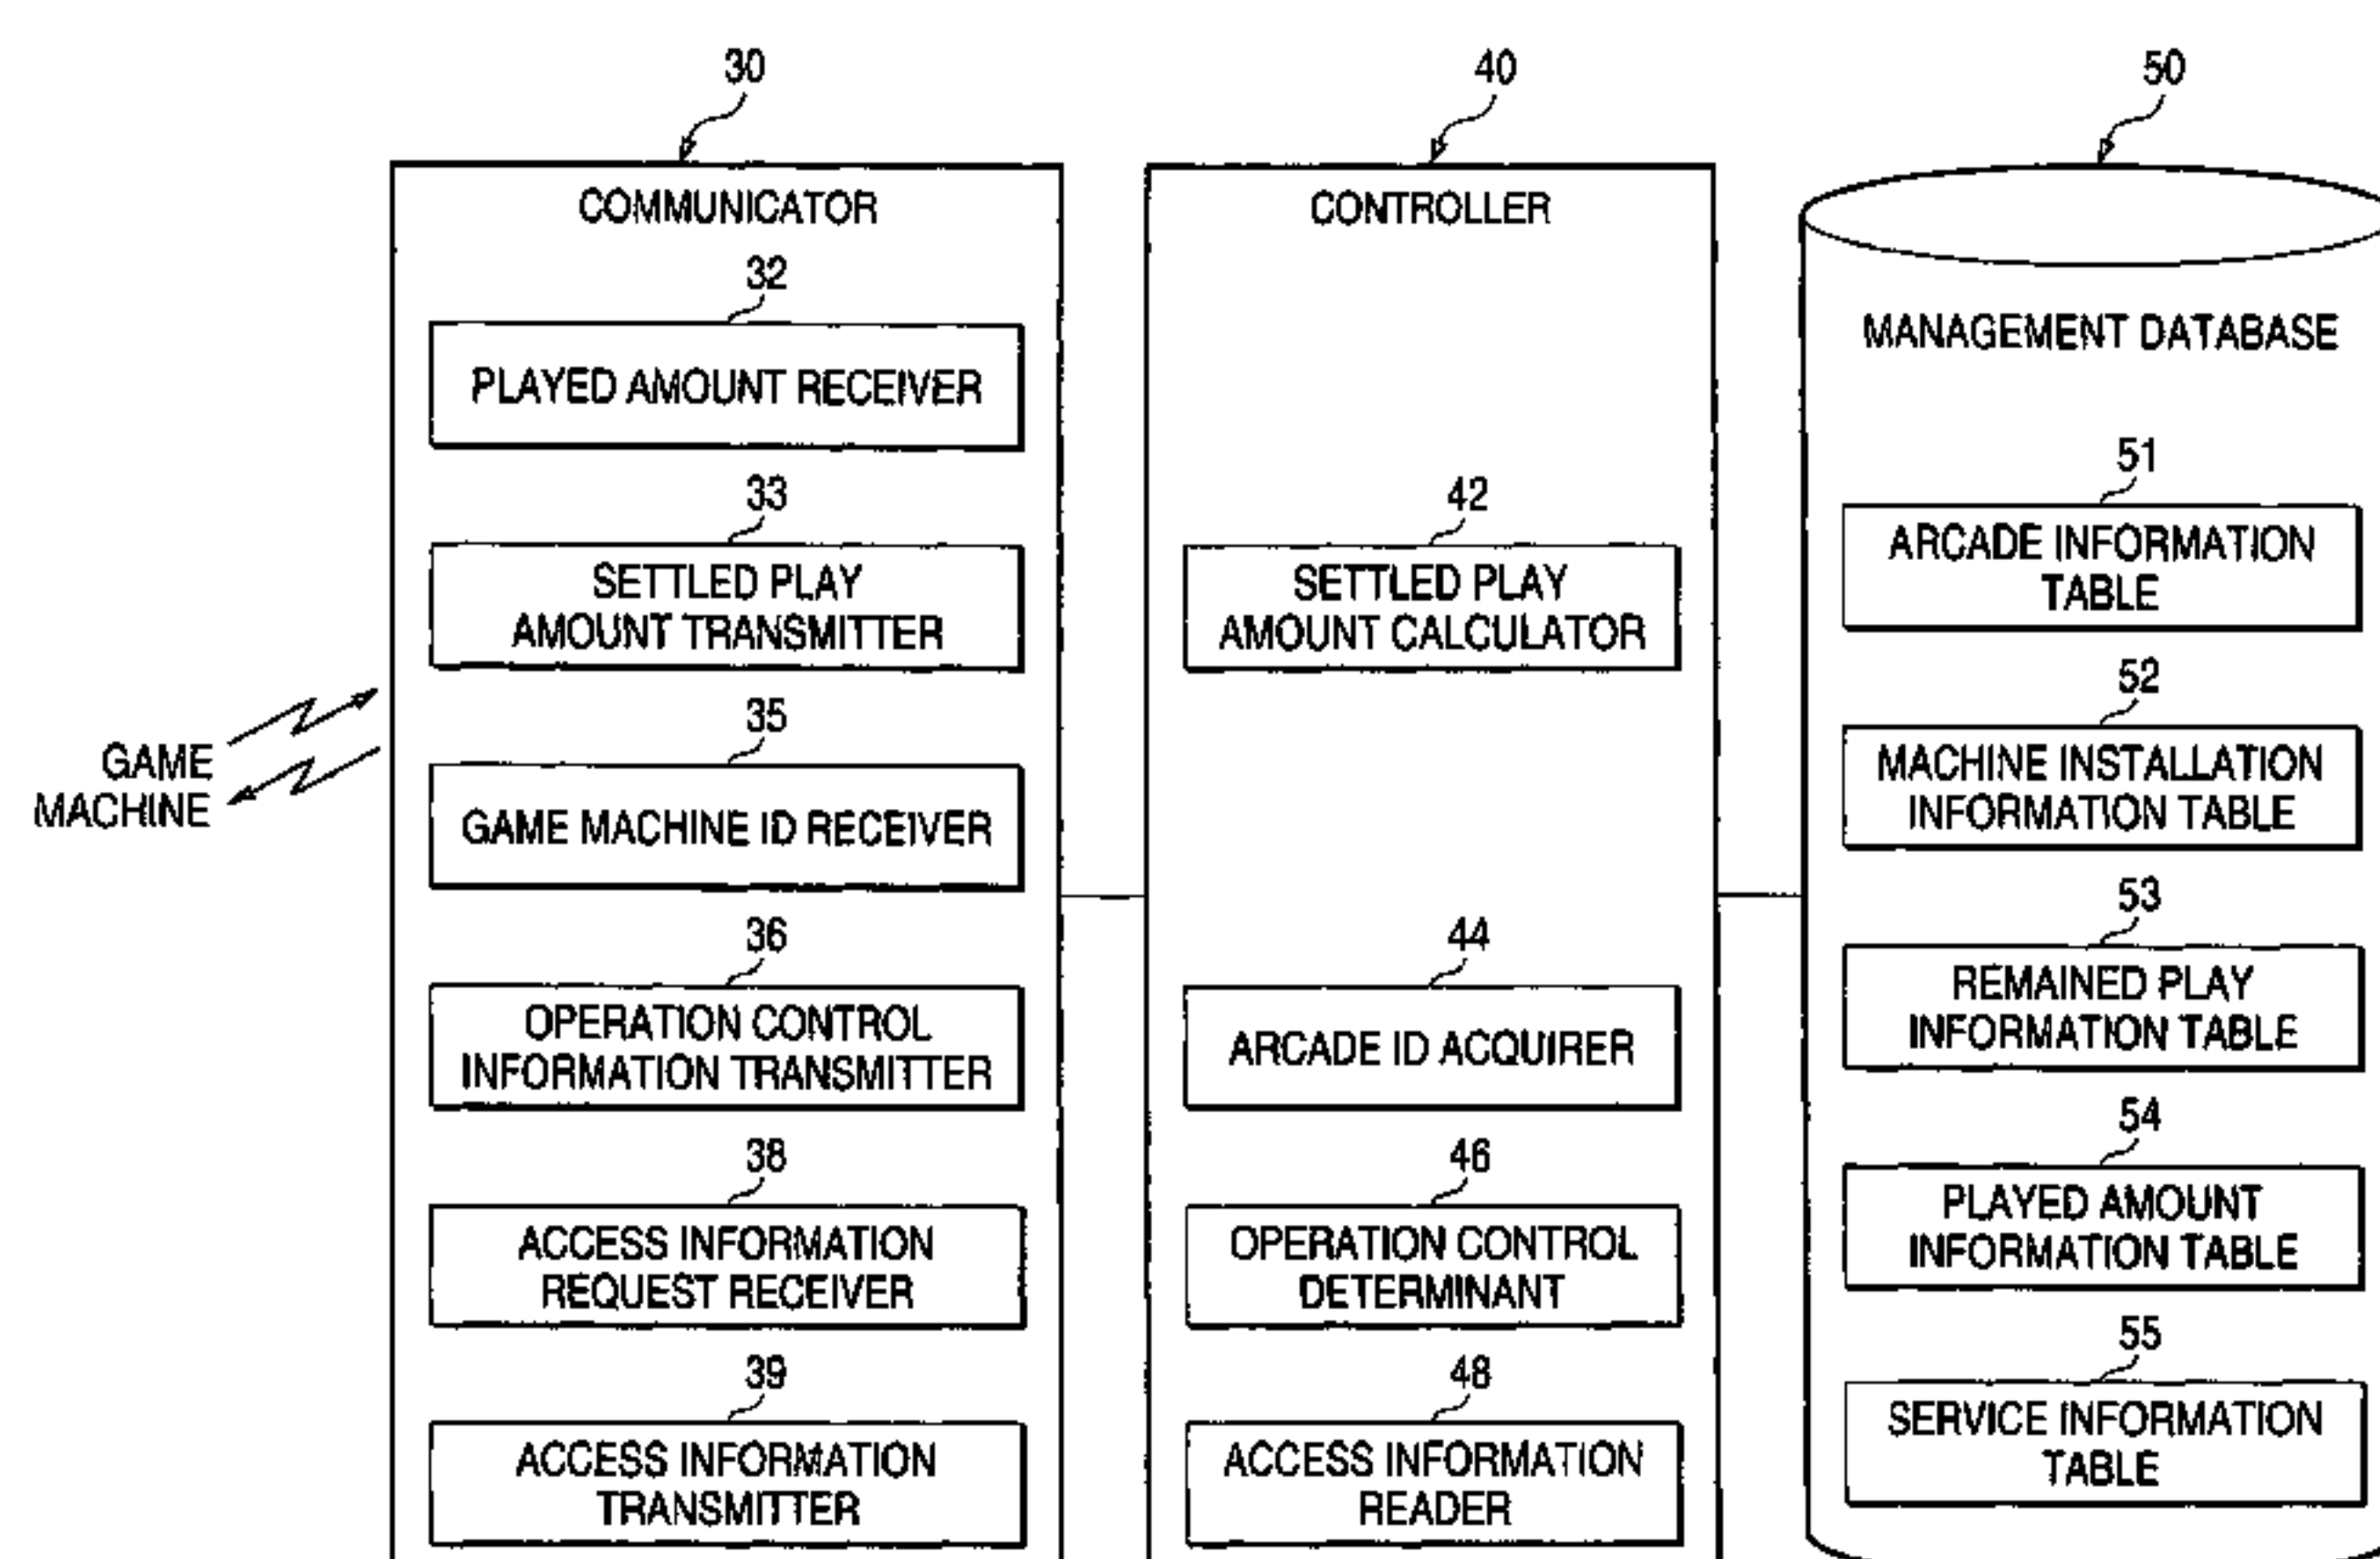 30
40
50
COMMUNICATOR
CONTROLLER
MANAGEMENT DATABASE
32
PLAYED AMOUNT RECEIVER
33
SETTLED PLAY
AMOUNT TRANSMITTER
35
GAME MACHINE ID RECEIVER
36
OPERATION CONTROL
INFORMATION TRANSMITTER
38
ACCESS INFORMATION
REQUEST RECEIVER
39
ACCESS INFORMATION
TRANSMITTER
GAME
MACHINE
42
SETTLED PLAY
AMOUNT CALCULATOR
44
ARCADE ID ACQUIRER
46
OPERATION CONTROL
DETERMINANT
48
ACCESS INFORMATION
READER
51
ARCADE INFORMATION
TABLE
52
MACHINE INSTALLATION
INFORMATION TABLE
53
REMAINED PLAY
INFORMATION TABLE
54
PLAYED AMOUNT
INFORMATION TABLE
55
SERVICE INFORMATION
TABLE